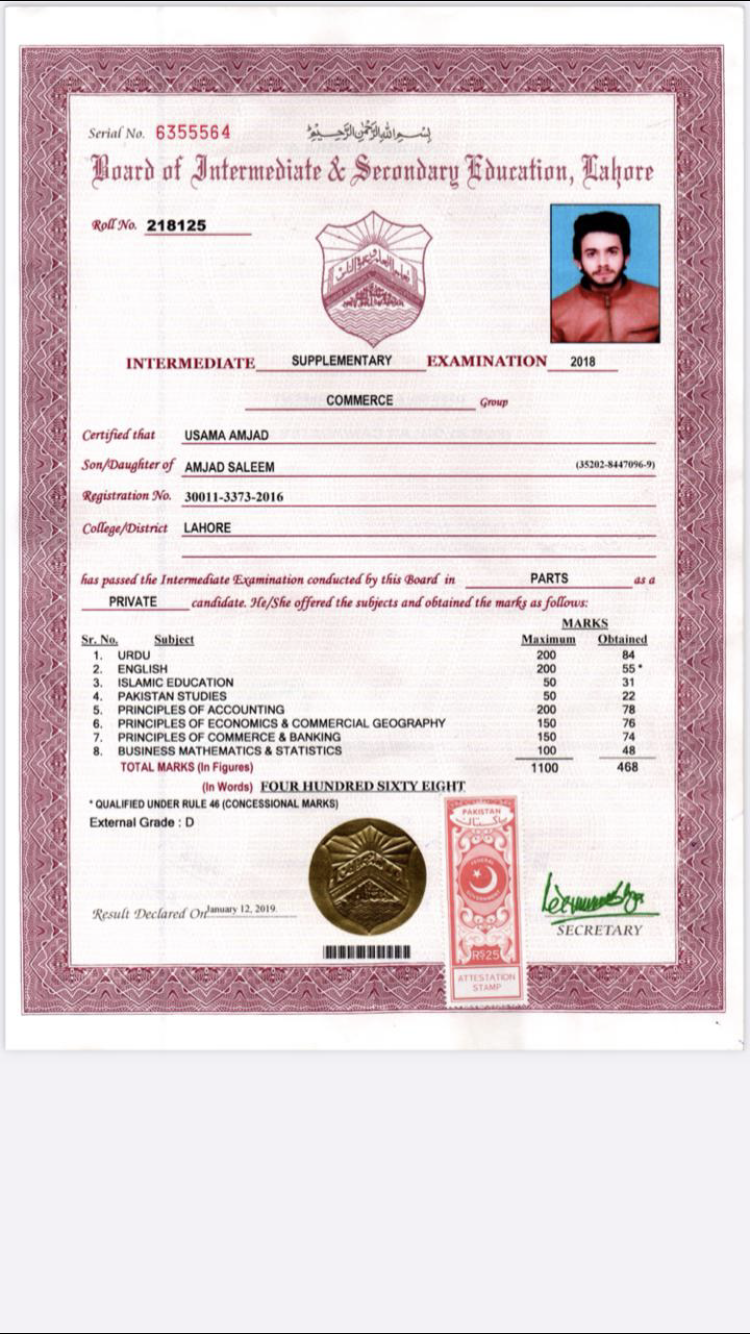 Serial No. 6355564
بسم الله الرحمن الرحيم
Board of Intermediate & Secondary Education, Lahore
Roll No. 218125
INTERMEDIATE SUPPLEMENTARY EXAMINATION 2018
COMMERCE Group
Certified that USAMA AMJAD
Son/Daughter of AMJAD SALEEM (35202-8447096-9)
Registration No. 30011-3373-2016
College/District LAHORE
has passed the Intermediate Examination conducted by this Board in PARTS as a
PRIVATE candidate. He/She offered the subjects and obtained the marks as follows:
MARKS
Sr. No. Subject Maximum Obtained
1. URDU 200 84
2. ENGLISH 200 55 *
3. ISLAMIC EDUCATION 50 31
4. PAKISTAN STUDIES 50 22
5. PRINCIPLES OF ACCOUNTING 200 78
6. PRINCIPLES OF ECONOMICS & COMMERCIAL GEOGRAPHY 150 76
7. PRINCIPLES OF COMMERCE & BANKING 150 74
8. BUSINESS MATHEMATICS & STATISTICS 100 48
TOTAL MARKS (In Figures) 1100 468
(In Words) FOUR HUNDRED SIXTY EIGHT
* QUALIFIED UNDER RULE 46 (CONCESSIONAL MARKS)
External Grade : D
PAKISTAN
پاکستان
FEDERAL
Rs25
ATTESTATION
STAMP
Result Declared On January 12, 2019.
SECRETARY